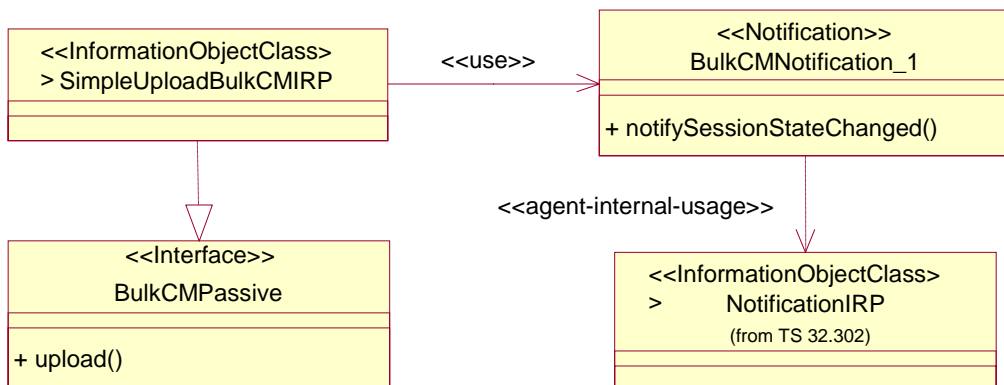 <<InformationObjectClass>
> SimpleUploadBulkCMIRP
<<use>>
<<Notification>>
BulkCMNotification_1
+ notifySessionStateChanged()
<<agent-internal-usage>>
<<Interface>>
BulkCMPassive
+ upload()
<<InformationObjectClass>
> NotificationIRP
(from TS 32.302)